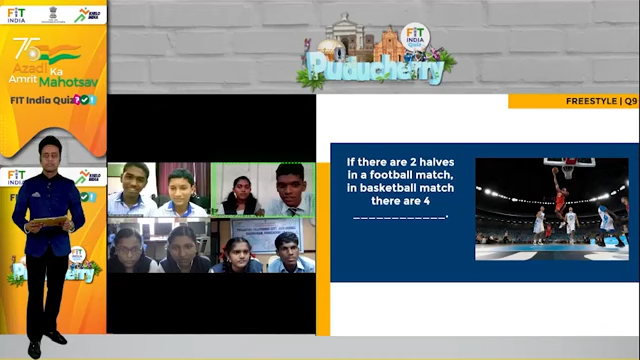 FiT
INDIA
KHELO
INDIA
75
Azadi Ka
Amrit Mahotsav
FIT India Quiz
FiT
INDIA
KHELO
INDIA
Puducherry
FIT
INDIA
Quiz
Puducherry
FREESTYLE | Q9
If there are 2 halves
in a football match,
in basketball match
there are 4
_____________.